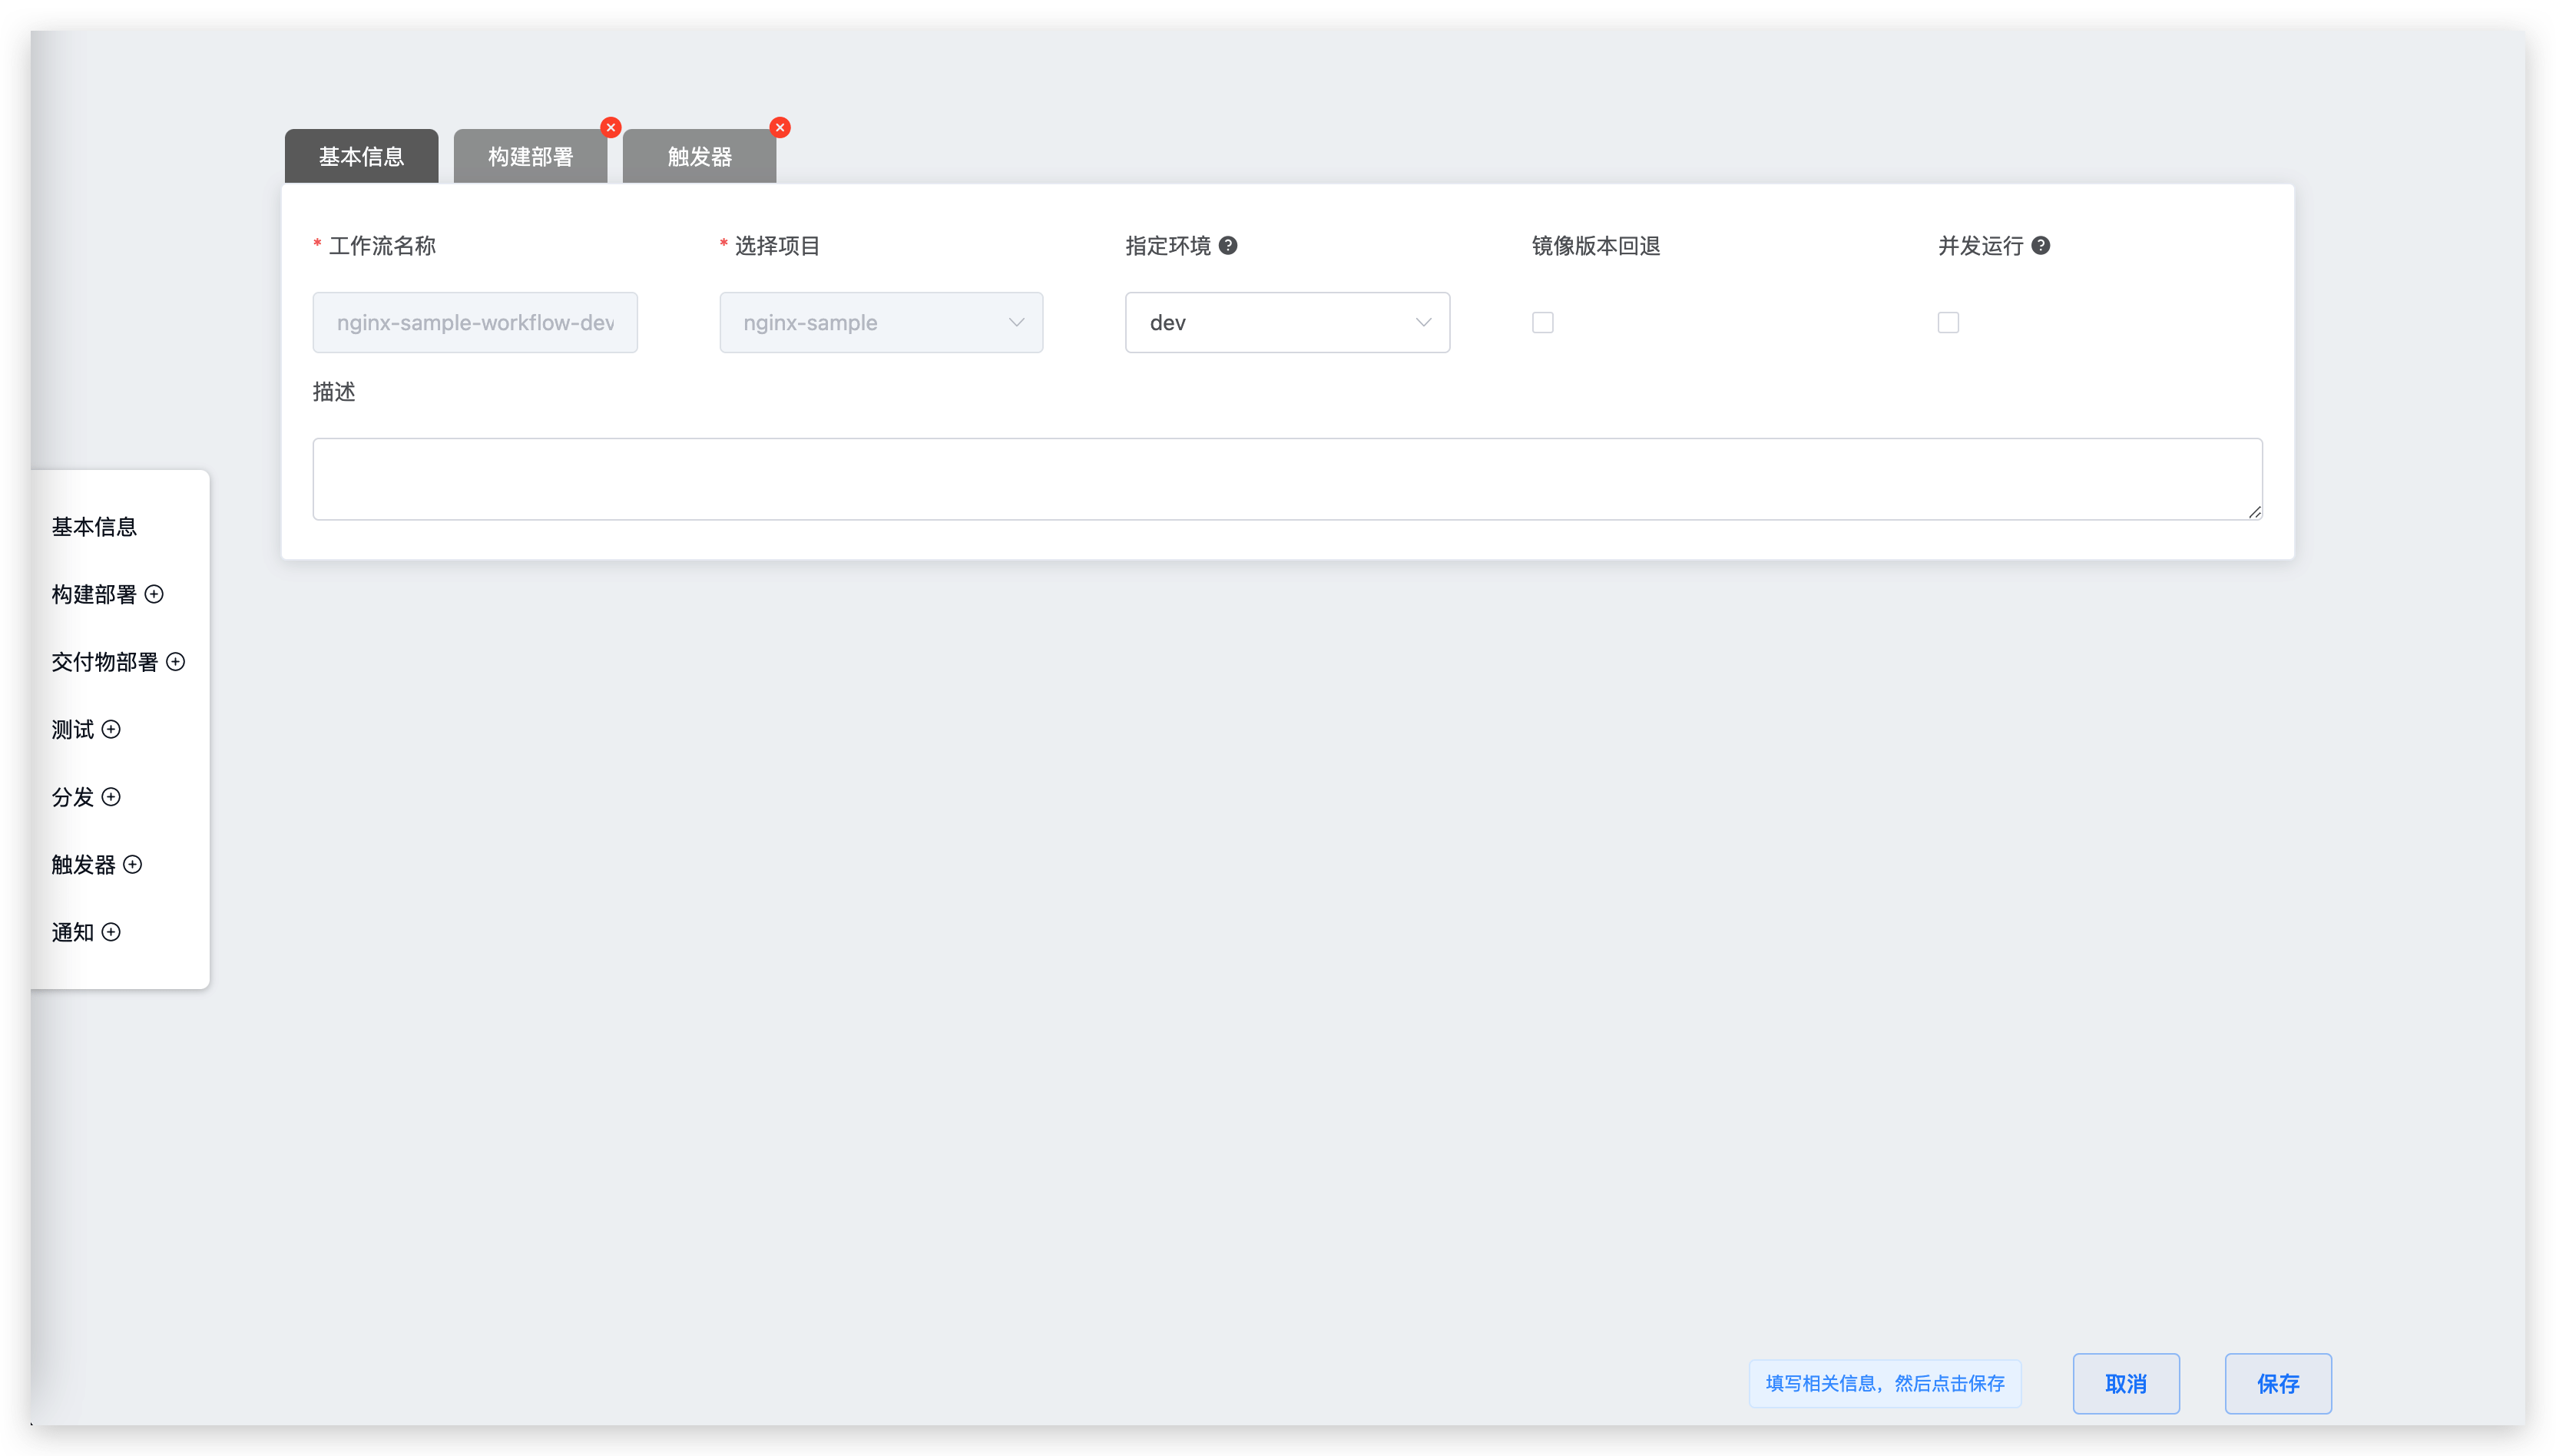 基本信息 构建部署 触发器
* 工作流名称 * 选择项目 指定环境 镜像版本回退 并发运行
nginx-sample-workflow-dev nginx-sample dev
描述
基本信息
构建部署
交付物部署
测试
分发
触发器
通知
填写相关信息，然后点击保存 取消 保存